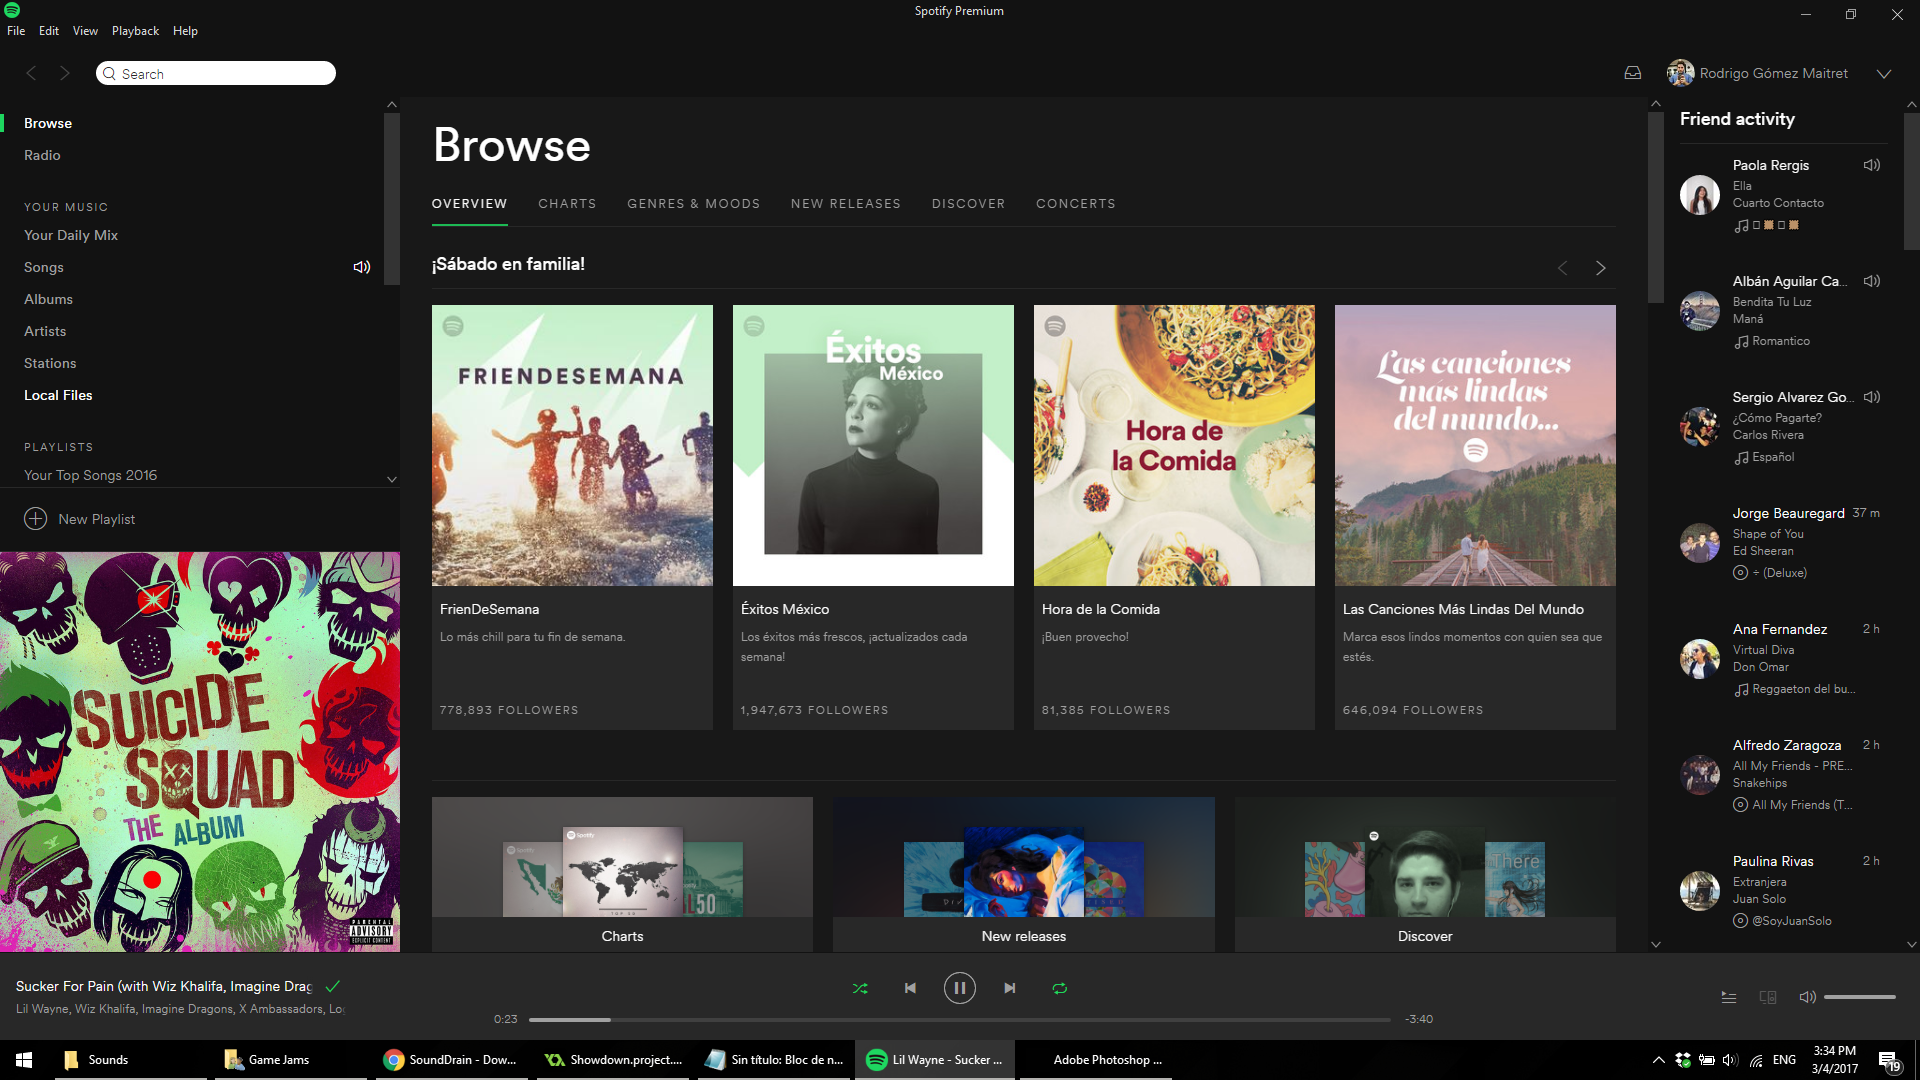 Spotify Premium
File Edit View Playback Help
Search
Rodrigo Gómez Maitret
Browse
Radio
YOUR MUSIC
Your Daily Mix
Songs
Albums
Artists
Stations
Local Files
PLAYLISTS
Your Top Songs 2016
New Playlist
SUICIDE
SQUAD
THE ALBUM
PARENTAL
ADVISORY
EXPLICIT CONTENT
Browse
OVERVIEW CHARTS GENRES & MOODS NEW RELEASES DISCOVER CONCERTS
¡Sábado en familia!
FRIENDESEMANA
FrienDeSemana
Lo más chill para tu fin de semana.
778,893 FOLLOWERS
Éxitos
México
Éxitos México
Los éxitos más frescos, ¡actualizados cada
semana!
1,947,673 FOLLOWERS
Hora de
la Comida
Hora de la Comida
¡Buen provecho!
81,385 FOLLOWERS
Las canciones
más lindas
del mundo...
Las Canciones Más Lindas Del Mundo
Marca esos lindos momentos con quien sea que
estés.
646,094 FOLLOWERS
Spotify
TOP 50
L50
Charts
New releases
There
Discover
Friend activity
Paola Rergis
Ella
Cuarto Contacto
Albán Aguilar Ca...
Bendita Tu Luz
Maná
Romantico
Sergio Alvarez Go...
¿Cómo Pagarte?
Carlos Rivera
Español
Jorge Beauregard 37 m
Shape of You
Ed Sheeran
÷ (Deluxe)
Ana Fernandez 2 h
Virtual Diva
Don Omar
Reggaeton del bu...
Alfredo Zaragoza 2 h
All My Friends - PRE...
Snakehips
All My Friends (T...
Paulina Rivas 2 h
Extranjera
Juan Solo
@SoyJuanSolo
Sucker For Pain (with Wiz Khalifa, Imagine Drag
Lil Wayne, Wiz Khalifa, Imagine Dragons, X Ambassadors, Lo
0:23
-3:40
Sounds
Game Jams
SoundDrain - Dow...
Showdown.project....
Sin título: Bloc de n...
Lil Wayne - Sucker ...
Adobe Photoshop ...
ENG
3:34 PM
3/4/2017
19